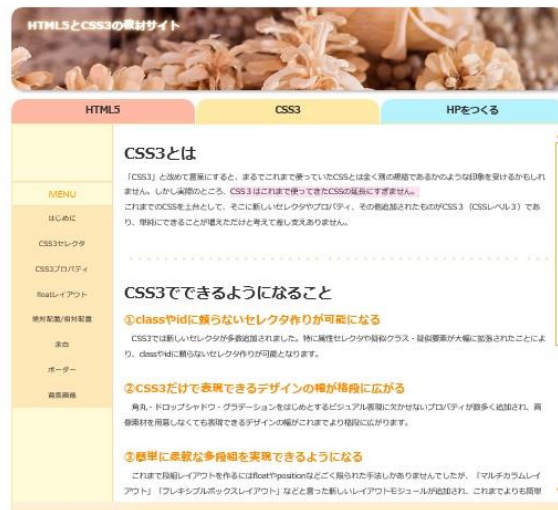 HTML5とCSS3の教材サイト
HTML5
CSS3
HPをつくる
MENU
はじめに
CSS3セレクタ
CSS3プロパティ
floatレイアウト
絶対配置/相対配置
余白
ボーダー
背景画像
CSS3とは
「CSS3」と改めて言葉にすると、まるでこれまで使っていたCSSとは全く別の規格であるかのような印象を受けるかもしれ
ません。しかし実際のところ、CSS３はこれまで使ってきたCSSの延長にすぎません。
これまでのCSSを土台として、そこに新しいセレクタやプロパティ、その他追加されたものがCSS３（CSSレベル３）であ
り、単純にできることが増えただけと考えて差し支えありません。
CSS3でできるようになること
①classやidに頼らないセレクタ作りが可能になる
CSS3では新しいセレクタが多数追加されました。特に属性セレクタや疑似クラス・疑似要素が大幅に拡張されたことによ
り、classやidに頼らないセレクタ作りが可能となります。
②CSS3だけで表現できるデザインの幅が格段に広がる
角丸・ドロップシャドウ・グラデーションをはじめとするビジュアル表現に欠かせないプロパティが数多く追加され、画
像素材を用意しなくても表現できるデザインの幅がこれまでより格段に広がります。
③簡単に柔軟な多段組を実現できるようになる
これまで段組レイアウトを作るにはfloatやpositionなどごく限られた手法しかありませんでしたが、「マルチカラムレイ
アウト」「フレキシブルボックスレイアウト」などと言った新しいレイアウトモジュールが追加され、これまでよりも簡単